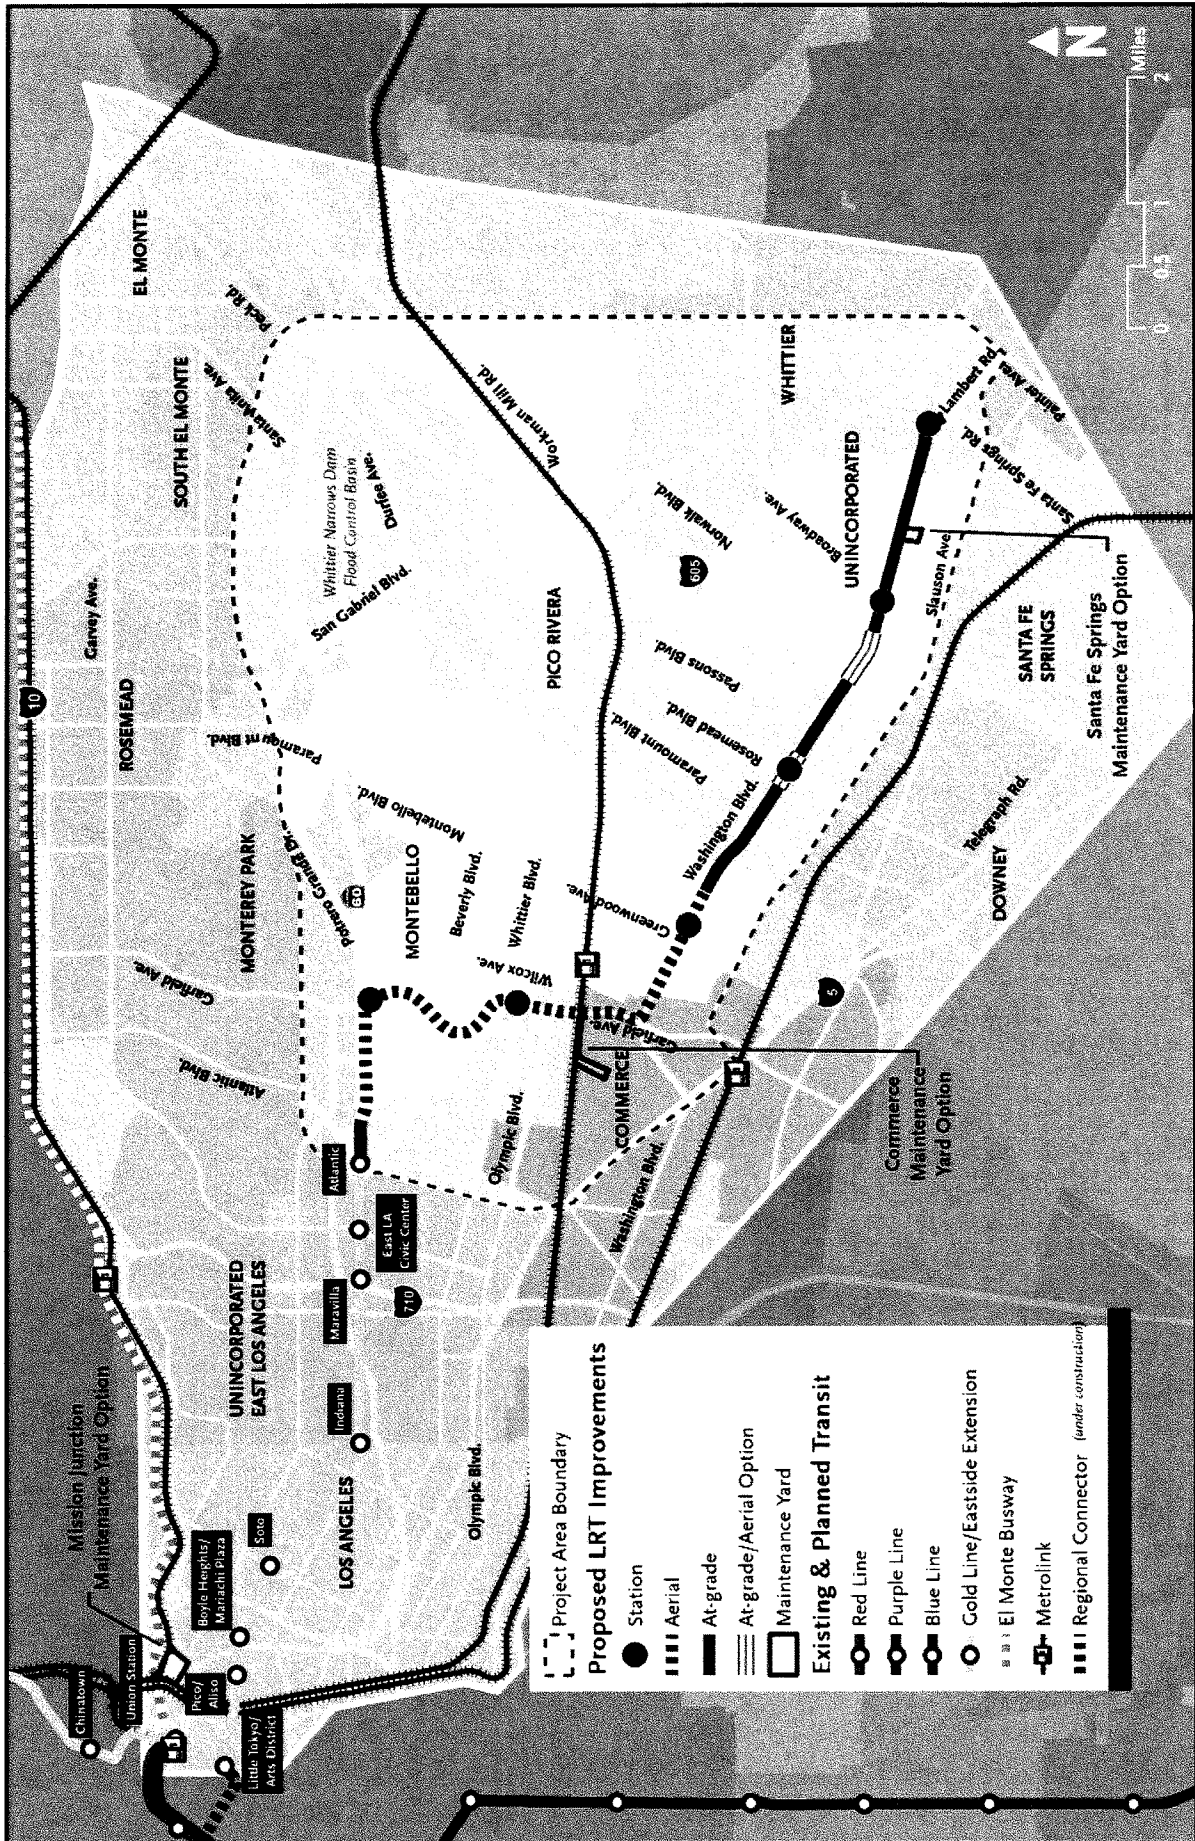 Mission Junction
Maintenance Yard Option
Chinatown
Union Station
Pico/
Aliso
Little Tokyo/
Arts District
Boyle Heights/
Mariachi Plaza
Soto
Indiana
Maravilla
East LA
Civic Center
Atlantic
LOS ANGELES
UNINCORPORATED
EAST LOS ANGELES
710
Olympic Blvd.
Olympic Blvd.
Washington Blvd.
COMMERCE
Atlantic Blvd.
Garfield Ave.
Garfield Ave.
MONTEREY PARK
Potrero Grande Dr.
60
MONTEBELLO
Beverly Blvd.
Whittier Blvd.
Wilcox Ave.
Greenwood Ave.
Montebello Blvd.
Paramount Blvd.
ROSEMEAD
10
Garvey Ave.
San Gabriel Blvd.
Whittier Narrows Dam
Flood Control Basin
Durfee Ave.
Santa Anita Ave.
SOUTH EL MONTE
EL MONTE
Peck Rd.
Workman Mill Rd.
PICO RIVERA
Washington Blvd.
Paramount Blvd.
Rosemead Blvd.
Passons Blvd.
605
Norwalk Blvd.
Broadway Ave.
WHITTIER
UNINCORPORATED
Lambert Rd.
Painter Ave.
Santa Fe Springs Rd.
Slauson Ave.
SANTA FE
SPRINGS
Santa Fe Springs
Maintenance Yard Option
Telegraph Rd.
DOWNEY
5
Commerce
Maintenance
Yard Option
N
0
0.5
1
2
Miles
Project Area Boundary
Proposed LRT Improvements
Station
Aerial
At-grade
At-grade/Aerial Option
Maintenance Yard
Existing & Planned Transit
Red Line
Purple Line
Blue Line
Gold Line/Eastside Extension
El Monte Busway
Metrolink
Regional Connector (under construction)